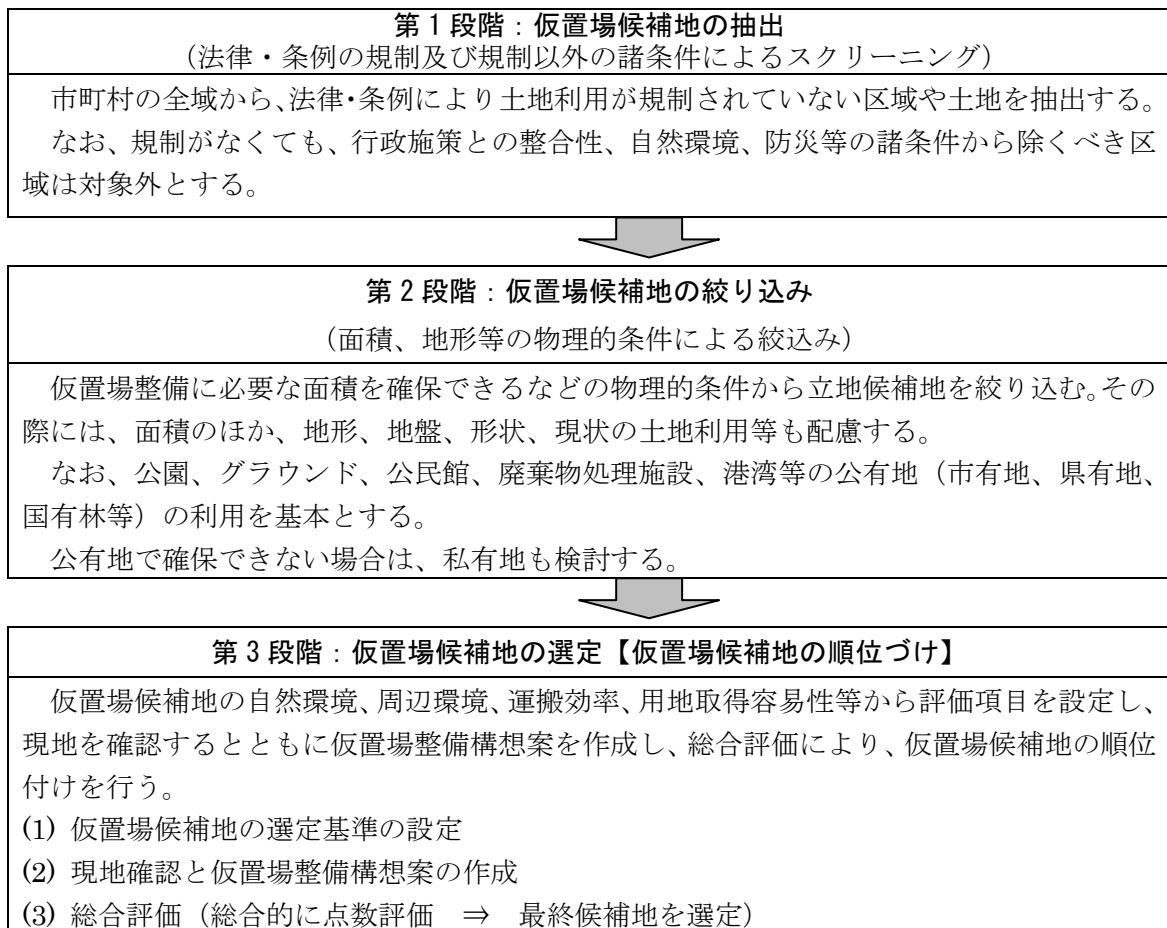 第1段階：仮置場候補地の抽出
（法律・条例の規制及び規制以外の諸条件によるスクリーニング）
市町村の全域から、法律・条例により土地利用が規制されていない区域や土地を抽出する。
なお、規制がなくても、行政施策との整合性、自然環境、防災等の諸条件から除くべき区
域は対象外とする。
第2段階：仮置場候補地の絞り込み
（面積、地形等の物理的条件による絞込み）
仮置場整備に必要な面積を確保できるなどの物理的条件から立地候補地を絞り込む。その
際には、面積のほか、地形、地盤、形状、現状の土地利用等も配慮する。
なお、公園、グラウンド、公民館、廃棄物処理施設、港湾等の公有地（市有地、県有地、
国有林等）の利用を基本とする。
公有地で確保できない場合は、私有地も検討する。
第3段階：仮置場候補地の選定【仮置場候補地の順位づけ】
仮置場候補地の自然環境、周辺環境、運搬効率、用地取得容易性等から評価項目を設定し、
現地を確認するとともに仮置場整備構想案を作成し、総合評価により、仮置場候補地の順位
付けを行う。
(1) 仮置場候補地の選定基準の設定
(2) 現地確認と仮置場整備構想案の作成
(3) 総合評価（総合的に点数評価 ⇒ 最終候補地を選定）